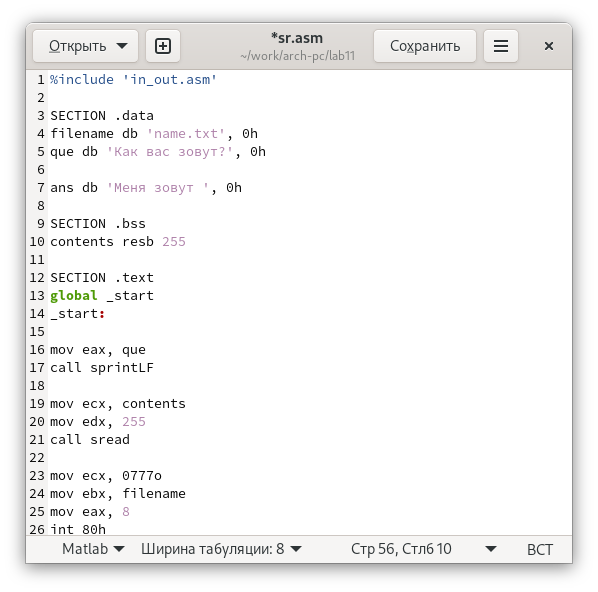 Открыть
*sr.asm
~/work/arch-pc/lab11
Сохранить
1 %include 'in_out.asm'
2
3 SECTION .data
4 filename db 'name.txt', 0h
5 que db 'Как вас зовут?', 0h
6
7 ans db 'Меня зовут ', 0h
8
9 SECTION .bss
10 contents resb 255
11
12 SECTION .text
13 global _start
14 _start:
15
16 mov eax, que
17 call sprintLF
18
19 mov ecx, contents
20 mov edx, 255
21 call sread
22
23 mov ecx, 0777o
24 mov ebx, filename
25 mov eax, 8
26 int 80h
Matlab Ширина табуляции: 8 Стр 56, Стлб 10 ВСТ